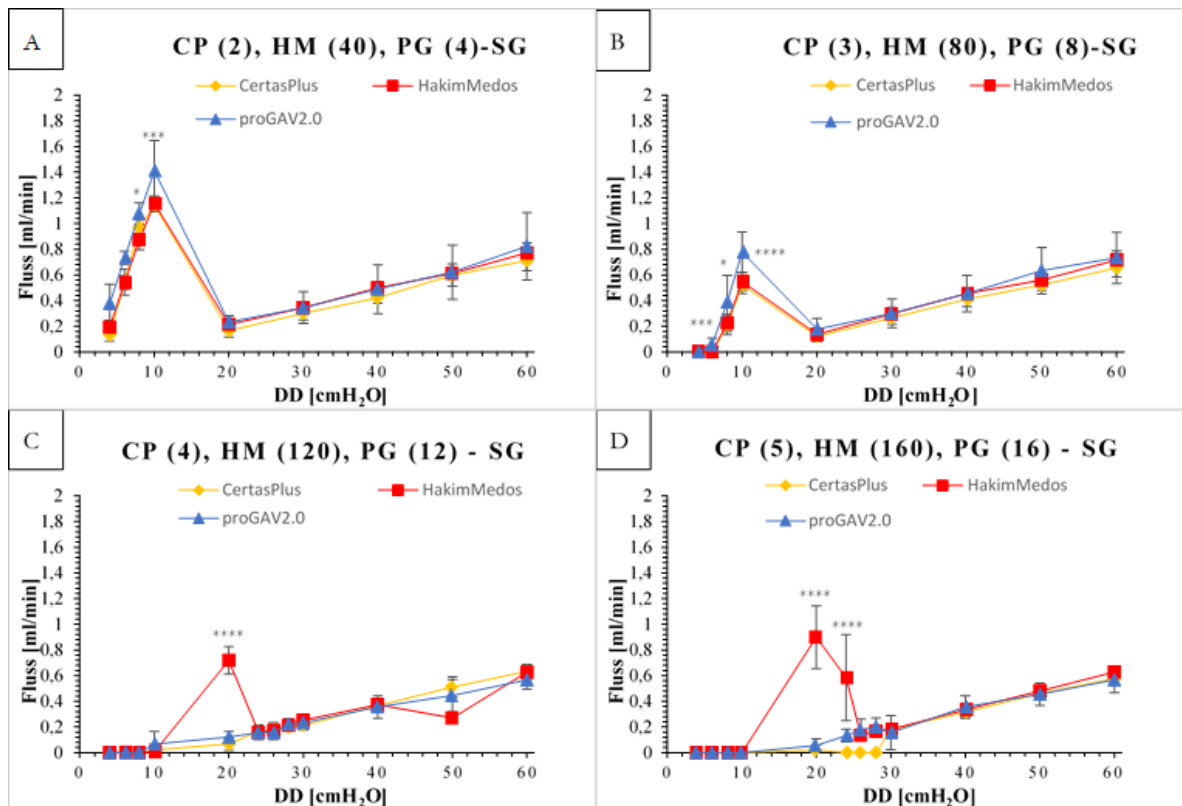 A
CP (2), HM (40), PG (4)-SG
CertasPlus
HakimMedos
proGAV2.0
Fluss [ml/min]
2
1,8
1,6
1,4
1,2
1
0,8
0,6
0,4
0,2
0
*
***
0 10 20 30 40 50 60
DD [cmH₂O]
B
CP (3), HM (80), PG (8)-SG
CertasPlus
HakimMedos
proGAV2.0
Fluss [ml/min]
2
1,8
1,6
1,4
1,2
1
0,8
0,6
0,4
0,2
0
***
*
****
0 10 20 30 40 50 60
DD [cmH₂O]
C
CP (4), HM (120), PG (12) - SG
CertasPlus
HakimMedos
proGAV2.0
Fluss [ml/min]
2
1,8
1,6
1,4
1,2
1
0,8
0,6
0,4
0,2
0
****
0 10 20 30 40 50 60
DD [cmH₂O]
D
CP (5), HM (160), PG (16) - SG
CertasPlus
HakimMedos
proGAV2.0
Fluss [ml/min]
2
1,8
1,6
1,4
1,2
1
0,8
0,6
0,4
0,2
0
****
****
0 10 20 30 40 50 60
DD [cmH₂O]